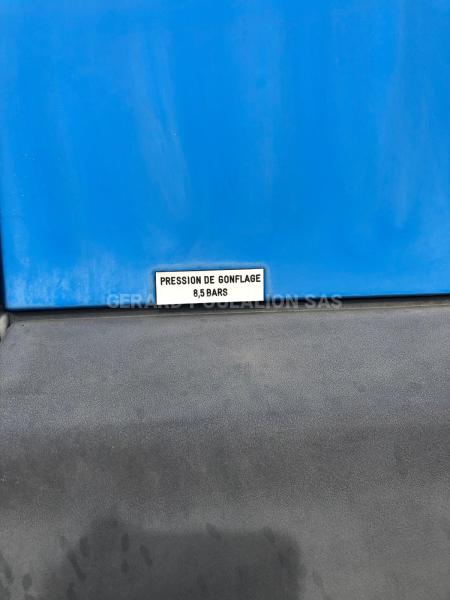 PRESSION DE GONFLAGE
8,5 BARS
GERARD POULALION SAS